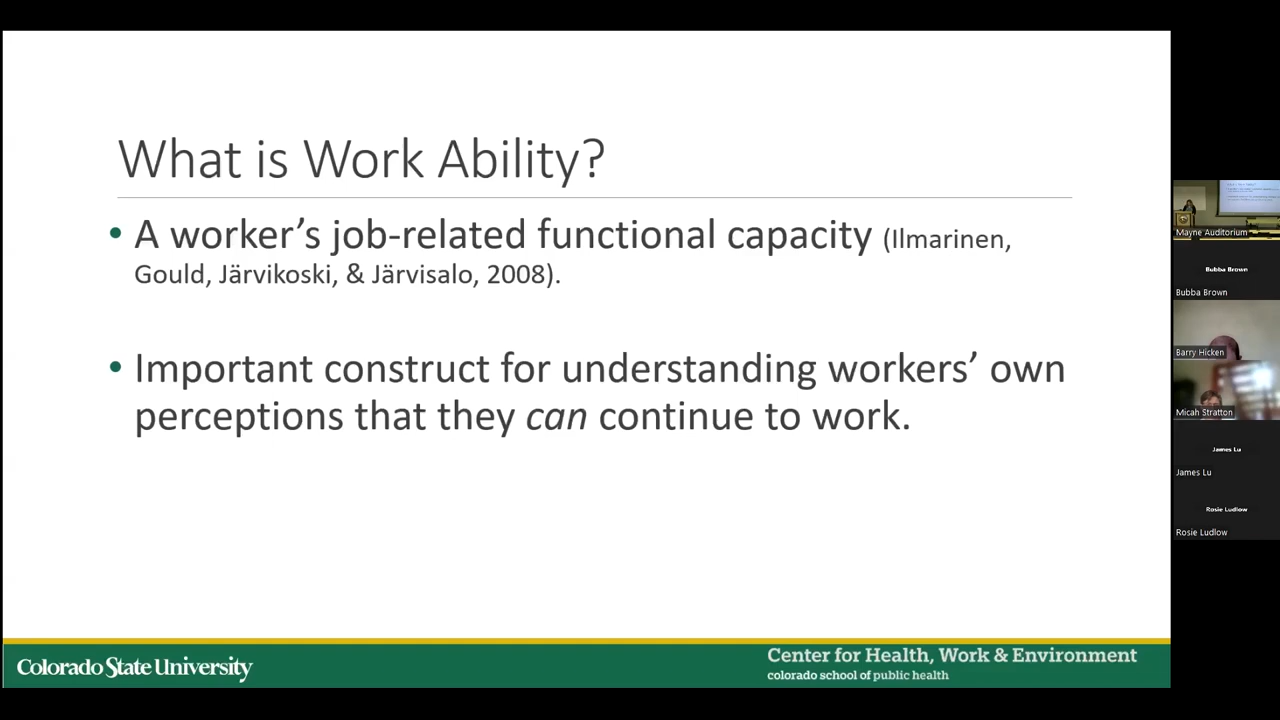 What is Work Ability?
• A worker’s job-related functional capacity (Ilmarinen,
Gould, Järvikoski, & Järvisalo, 2008).
• Important construct for understanding workers’ own
perceptions that they can continue to work.
Colorado State University
Center for Health, Work & Environment
colorado school of public health
Mayne Auditorium
Bubba Brown
Bubba Brown
Barry Hicken
Micah Stratton
James Lu
James Lu
Rosie Ludlow
Rosie Ludlow